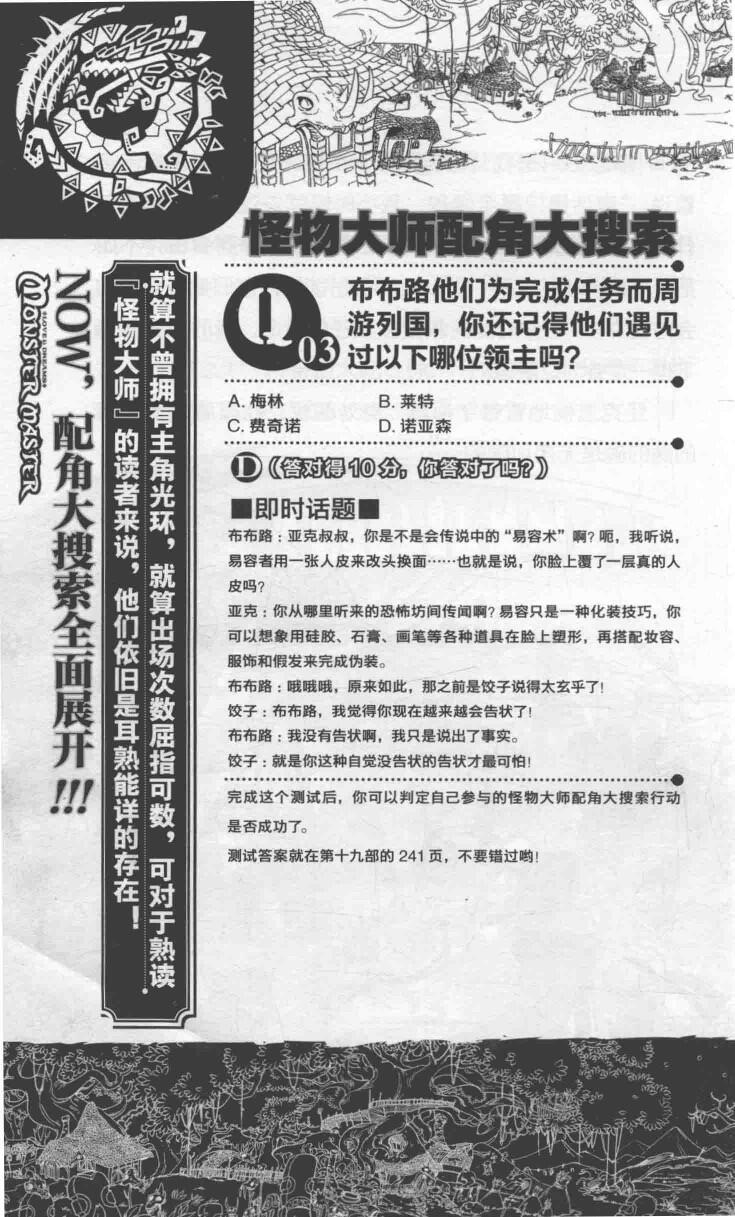 怪物大师配角大搜索
Q03
布布路他们为完成任务而周
游列国，你还记得他们遇见
过以下哪位领主吗？
A. 梅林 B. 莱特
C. 费奇诺 D. 诺亚森
D（答对得10分，你答对了吗？）
■即时话题■
布布路：亚克叔叔，你是不是会传说中的“易容术”啊？呃，我听说，
易容者用一张人皮来改头换面……也就是说，你脸上覆了一层真的人
皮吗？
亚克：你从哪里听来的恐怖坊间传闻啊？易容只是一种化装技巧，你
可以想象用硅胶、石膏、画笔等各种道具在脸上塑形，再搭配妆容、
服饰和假发来完成伪装。
布布路：哦哦哦，原来如此，那之前是饺子说得太玄乎了！
饺子：布布路，我觉得你现在越来越会告状了！
布布路：我没有告状啊，我只是说出了事实。
饺子：就是你这种自觉没告状的告状才最可怕！
完成这个测试后，你可以判定自己参与的怪物大师配角大搜索行动
是否成功了。
测试答案就在第十九部的241页，不要错过哟！
就算不曾拥有主角光环，就算出场次数屈指可数，可对于熟读
『怪物大师』的读者来说，他们依旧是耳熟能详的存在！
NOW，配角大搜索全面展开!!!
LOVE & DREAMS
MONSTER MASTER